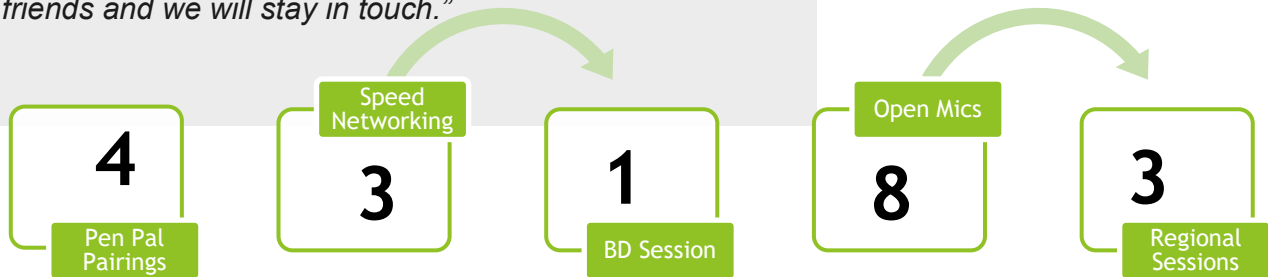 friends and we will stay in touch."
4
Pen Pal
Pairings
Speed
Networking
3
1
BD Session
Open Mics
8
3
Regional
Sessions